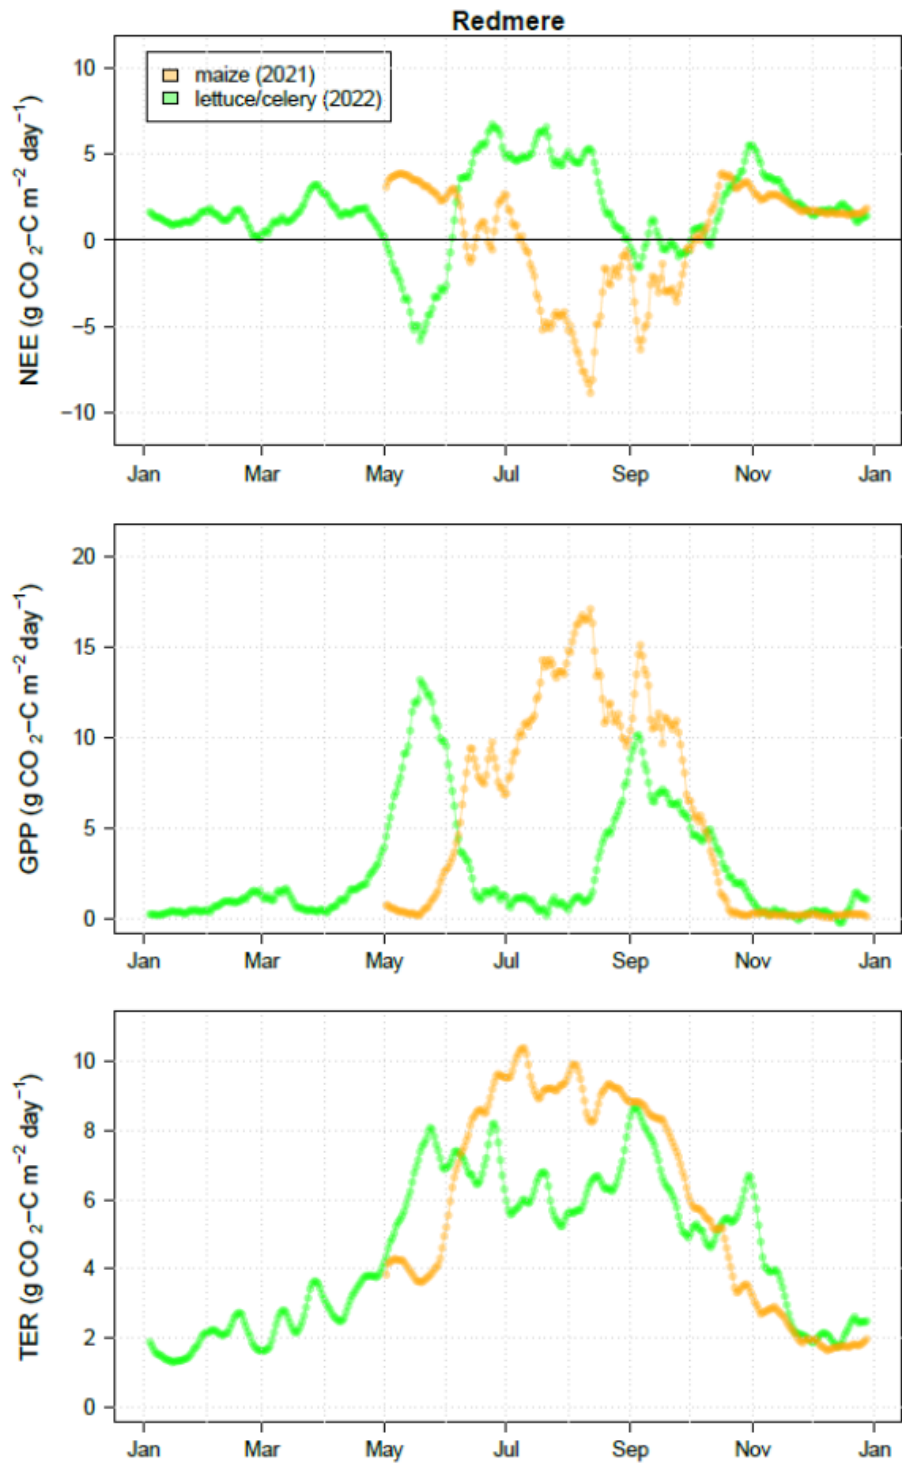 Redmere
maize (2021)
lettuce/celery (2022)
NEE (g CO₂−C m⁻² day⁻¹)
10
5
0
−5
−10
Jan Mar May Jul Sep Nov Jan
GPP (g CO₂−C m⁻² day⁻¹)
20
15
10
5
0
Jan Mar May Jul Sep Nov Jan
TER (g CO₂−C m⁻² day⁻¹)
10
8
6
4
2
0
Jan Mar May Jul Sep Nov Jan